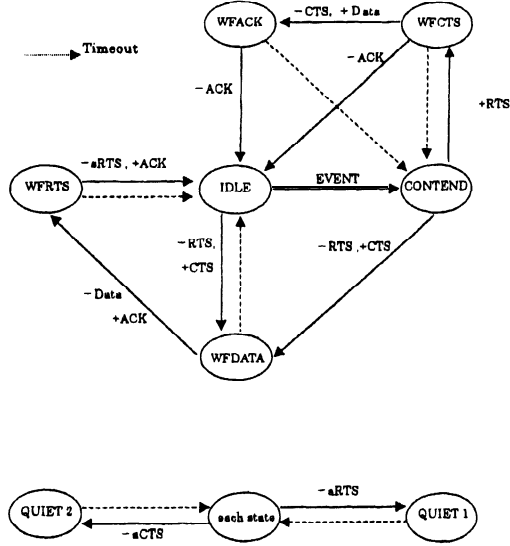 WFACK
-CTS, +Data
WFCTS
Timeout
-ACK
-ACK
+RTS
-aRTS, +ACK
WFRTS
IDLE
EVENT
CONTEND
-RTS,
+CTS
-RTS,+CTS
-Data
+ACK
WFDATA
QUIET 2
each state
-aRTS
QUIET 1
-aCTS